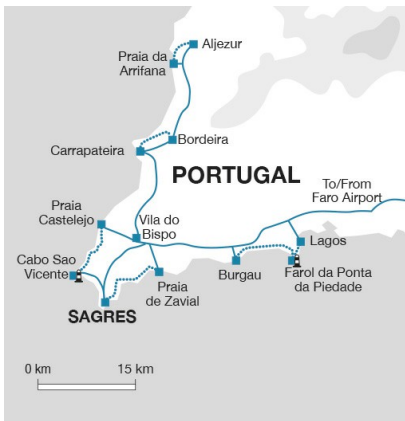 Aljezur
Praia da
Arrifana
Bordeira
Carrapateira
PORTUGAL
To/From
Faro Airport
Praia
Castelejo
Vila do
Bispo
Lagos
Cabo Sao
Vicente
Burgau
Farol da Ponta
da Piedade
Praia
de Zavial
SAGRES
0 km
15 km